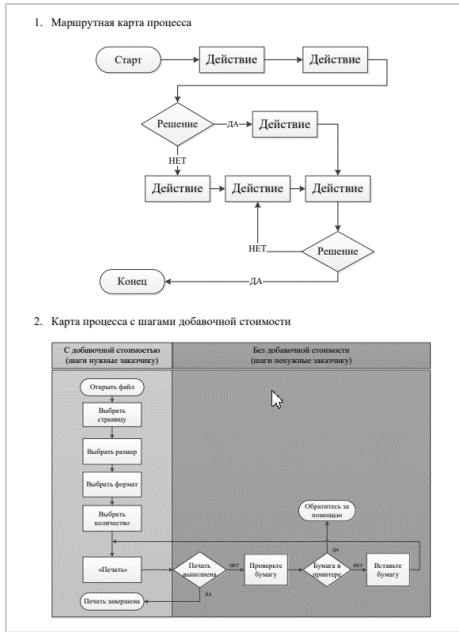 1. Маршрутная карта процесса
Старт
Действие
Действие
Решение
ДА
Действие
НЕТ
Действие
Действие
Действие
НЕТ
Решение
Конец
ДА
2. Карта процесса с шагами добавочной стоимости
С добавочной стоимостью
(шаги нужные заказчику)
Без добавочной стоимости
(шаги ненужные заказчику)
Открыть файл
Выбрать
страницу
Выбрать размер
Выбрать формат
Выбрать
количество
Обратитесь за
помощью
ДА
«Печать»
Печать
выполнена
НЕТ
Проверьте
бумагу
Бумага в
принтере
НЕТ
Вставьте
бумагу
ДА
Печать завершена